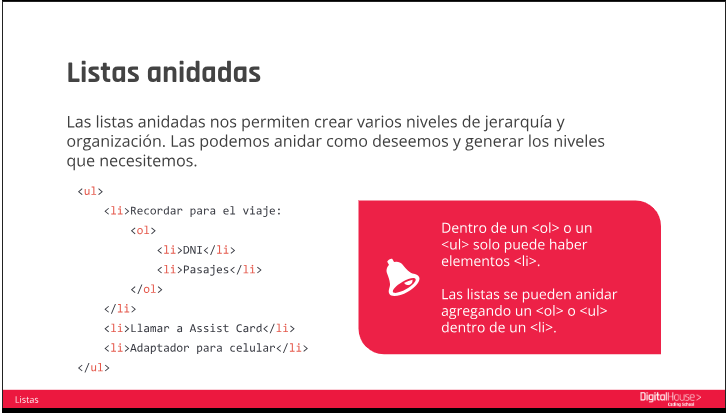 Listas anidadas
Las listas anidadas nos permiten crear varios niveles de jerarquía y
organización. Las podemos anidar como deseemos y generar los niveles
que necesitemos.
<ul>
<li>Recordar para el viaje:
<ol>
<li>DNI</li>
<li>Pasajes</li>
</ol>
</li>
<li>Llamar a Assist Card</li>
<li>Adaptador para celular</li>
</ul>
Dentro de un <ol> o un
<ul> solo puede haber
elementos <li>.
Las listas se pueden anidar
agregando un <ol> o <ul>
dentro de un <li>.
Listas
DigitalHouse>
Coding School